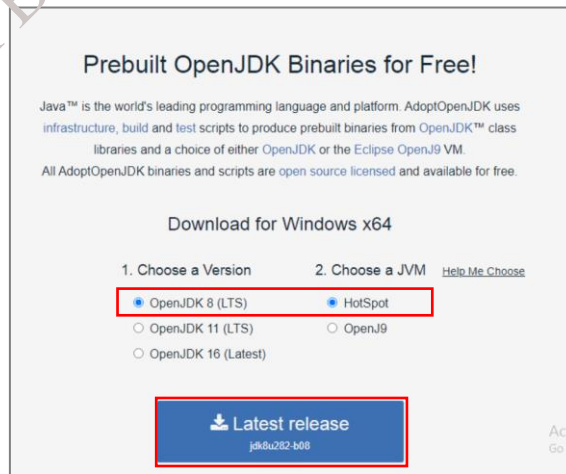 Prebuilt OpenJDK Binaries for Free!
Java™ is the world's leading programming language and platform. AdoptOpenJDK uses
infrastructure, build and test scripts to produce prebuilt binaries from OpenJDK™ class
libraries and a choice of either OpenJDK or the Eclipse OpenJ9 VM.
All AdoptOpenJDK binaries and scripts are open source licensed and available for free.
Download for Windows x64
1. Choose a Version 2. Choose a JVM Help Me Choose
OpenJDK 8 (LTS) HotSpot
OpenJDK 11 (LTS) OpenJ9
OpenJDK 16 (Latest)
Latest release
jdk8u282-b08
Go